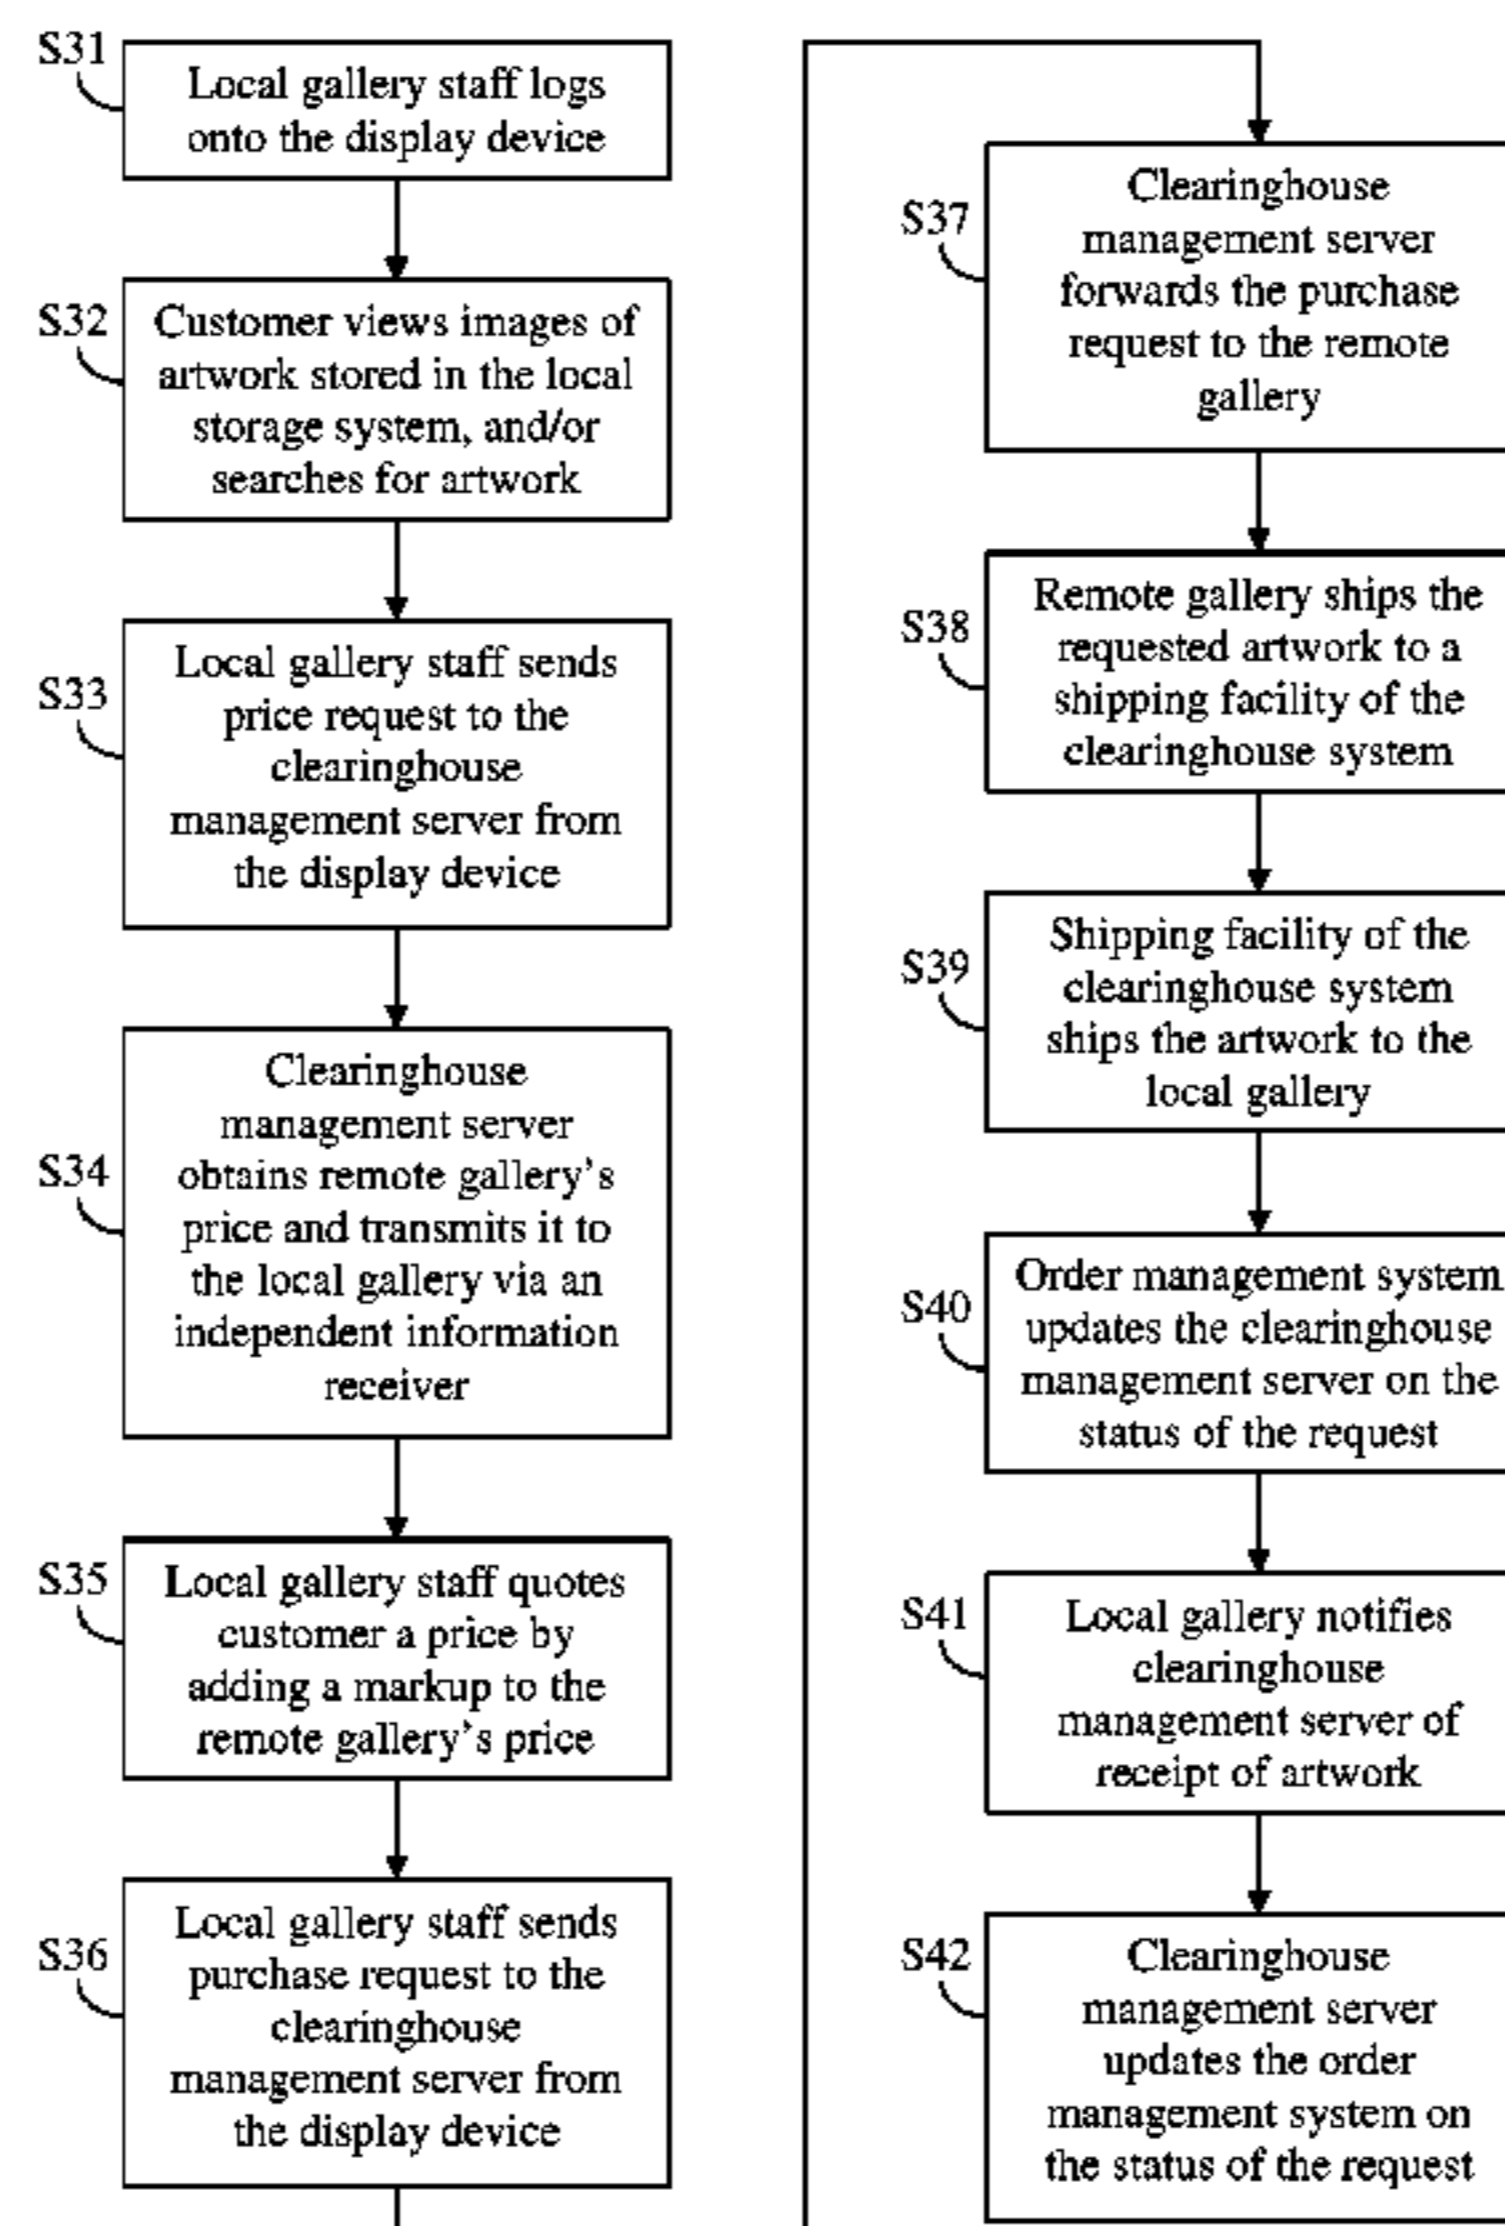 S31
Local gallery staff logs
onto the display device
S32
Customer views images of
artwork stored in the local
storage system, and/or
searches for artwork
S33
Local gallery staff sends
price request to the
clearinghouse
management server from
the display device
S34
Clearinghouse
management server
obtains remote gallery's
price and transmits it to
the local gallery via an
independent information
receiver
S35
Local gallery staff quotes
customer a price by
adding a markup to the
remote gallery's price
S36
Local gallery staff sends
purchase request to the
clearinghouse
management server from
the display device
S37
Clearinghouse
management server
forwards the purchase
request to the remote
gallery
S38
Remote gallery ships the
requested artwork to a
shipping facility of the
clearinghouse system
S39
Shipping facility of the
clearinghouse system
ships the artwork to the
local gallery
S40
Order management system
updates the clearinghouse
management server on the
status of the request
S41
Local gallery notifies
clearinghouse
management server of
receipt of artwork
S42
Clearinghouse
management server
updates the order
management system on
the status of the request